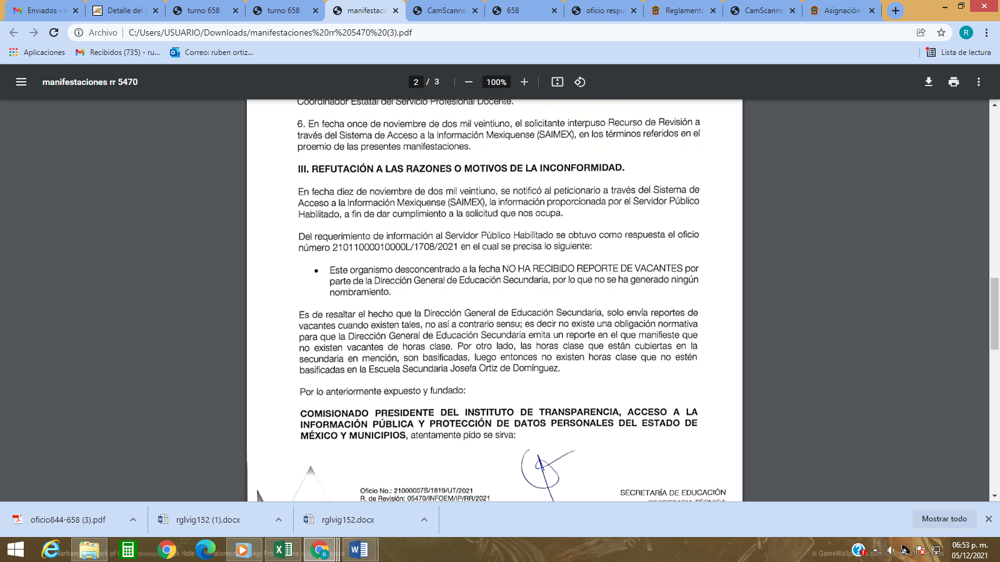 Enviados - r
Detalle del S
turno 658
turno 658
manifestacio
CamScanne
658
oficio respu
Reglamento
CamScanne
Asignación
Archivo
C:/Users/USUARIO/Downloads/manifestaciones%20rr%205470%20(3).pdf
R
Aplicaciones
Recibidos (735) - ru...
Correo: ruben ortiz...
Lista de lectura
manifestaciones rr 5470
2 / 3
100%
Coordinador Estatal del Servicio Profesional Docente.
6. En fecha once de noviembre de dos mil veintiuno, el solicitante interpuso Recurso de Revisión a
través del Sistema de Acceso a la Información Mexiquense (SAIMEX), en los términos referidos en el
proemio de las presentes manifestaciones.
III. REFUTACIÓN A LAS RAZONES O MOTIVOS DE LA INCONFORMIDAD.
En fecha diez de noviembre de dos mil veintiuno, se notificó al peticionario a través del Sistema de
Acceso a la Información Mexiquense (SAIMEX), la información proporcionada por el Servidor Público
Habilitado, a fin de dar cumplimiento a la solicitud que nos ocupa.
Del requerimiento de información al Servidor Público Habilitado se obtuvo como respuesta el oficio
número 21011000010000L/1708/2021 en el cual se precisa lo siguiente:
• Este organismo desconcentrado a la fecha NO HA RECIBIDO REPORTE DE VACANTES por
parte de la Dirección General de Educación Secundaria, por lo que no se ha generado ningún
nombramiento.
Es de resaltar el hecho que la Dirección General de Educación Secundaria, solo envía reportes de
vacantes cuando existen tales, no así a contrario sensu; es decir no existe una obligación normativa
para que la Dirección General de Educación Secundaria emita un reporte en el que manifieste que
no existen vacantes de horas clase. Por otro lado, las horas clase que están cubiertas en la
secundaria en mención, son basificadas, luego entonces no existen horas clase que no estén
basificadas en la Escuela Secundaria Josefa Ortiz de Domínguez.
Por lo anteriormente expuesto y fundado:
COMISIONADO PRESIDENTE DEL INSTITUTO DE TRANSPARENCIA, ACCESO A LA
INFORMACIÓN PÚBLICA Y PROTECCIÓN DE DATOS PERSONALES DEL ESTADO DE
MÉXICO Y MUNICIPIOS, atentamente pido se sirva:
Oficio No.: 21000007S/1819/UT/2021
R. de Revisión: 05470/INFOEM/IP/RR/2021
SECRETARÍA DE EDUCACIÓN
SECRETARÍA TÉCNICA
oficio844-658 (3).pdf
rglvig152 (1).docx
rglvig152.docx
Mostrar todo
06:53 p. m.
05/12/2021